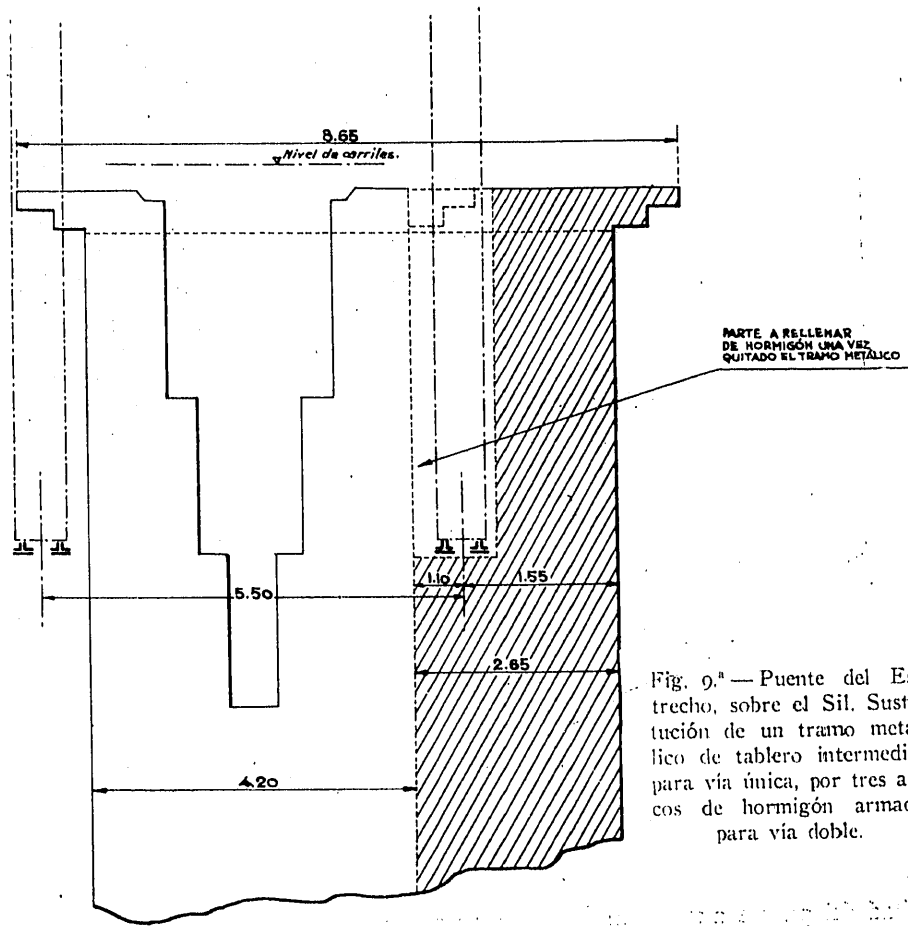 8.65
Nivel de carriles.
PARTE A RELLENAR
DE HORMIGÓN UNA VEZ
QUITADO EL TRAMO METÁLICO
1.10
1.55
5.50
2.65
4.20
Fig. 9.ª — Puente del Es
trecho, sobre el Sil. Sust
tución de un tramo metá
lico de tablero intermedi
para vía única, por tres a
cos de hormigón armad
para vía doble.